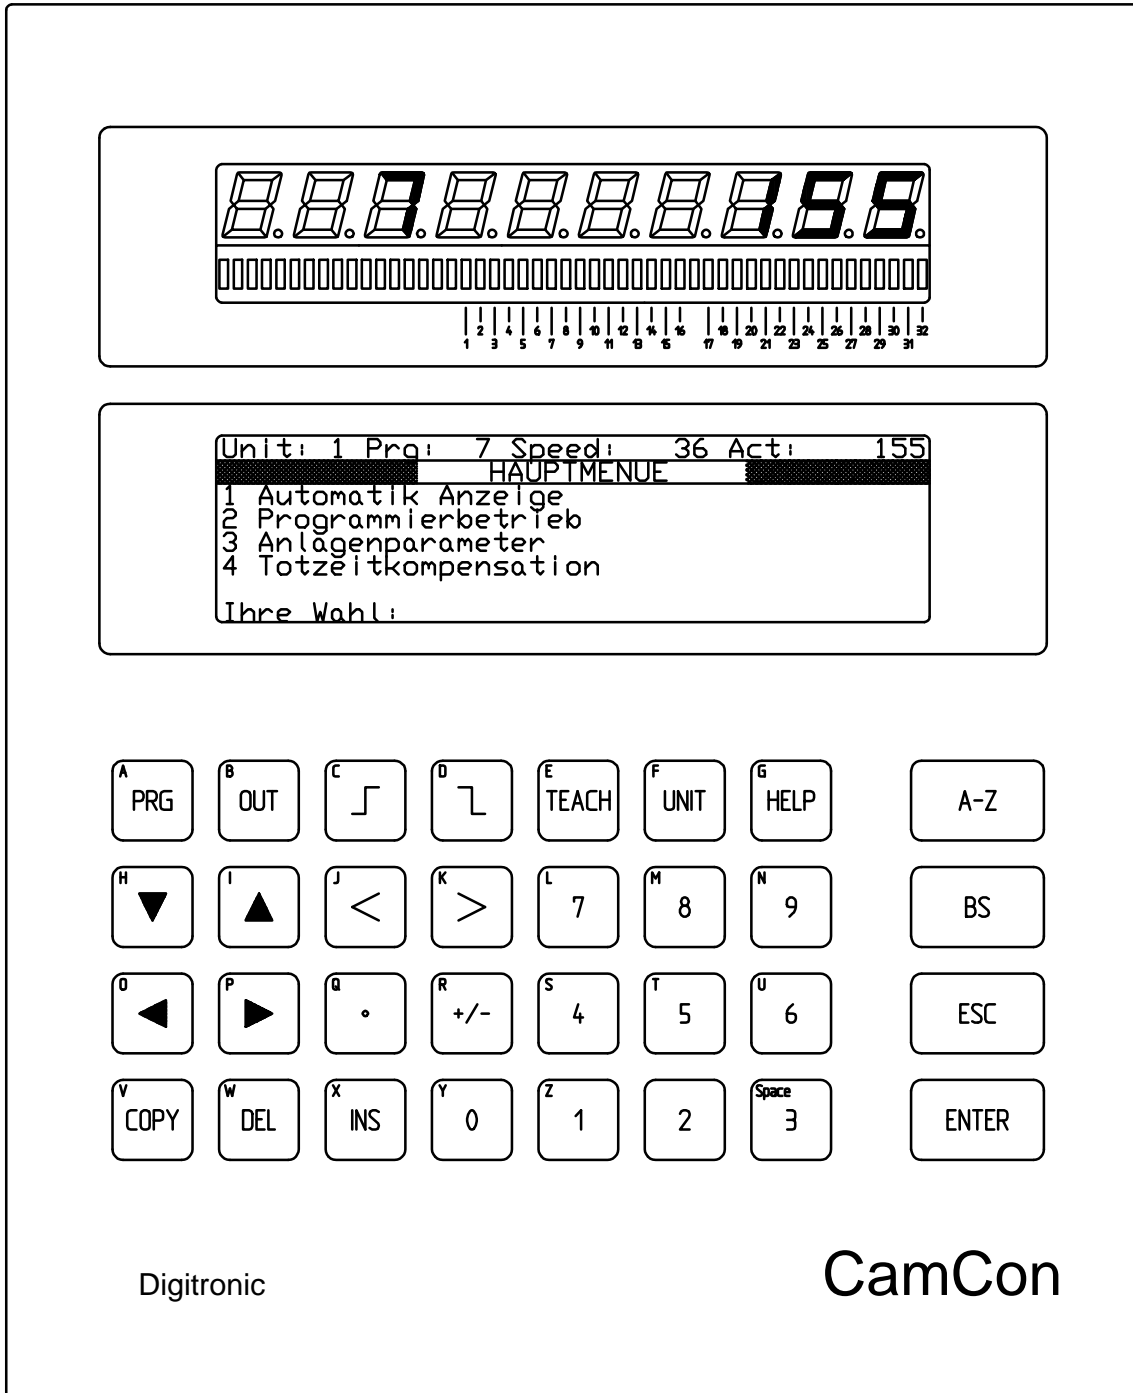 7 155
2 4 6 8 10 12 14 16 18 20 22 24 26 28 30 32
1 3 5 7 9 11 13 15 17 19 21 23 25 27 29 31
Unit: 1 Prg: 7 Speed: 36 Act: 155
HAUPTMENUE
1 Automatik Anzeige
2 Programmierbetrieb
3 Anlagenparameter
4 Totzeitkompensation
Ihre Wahl:
A B C D E F G
PRG OUT TEACH UNIT HELP A-Z
H I J K L M N
< > 7 8 9 BS
O P Q R S T U
+/- 4 5 6 ESC
V W X Y Z Space
COPY DEL INS 0 1 2 3 ENTER
Digitronic CamCon